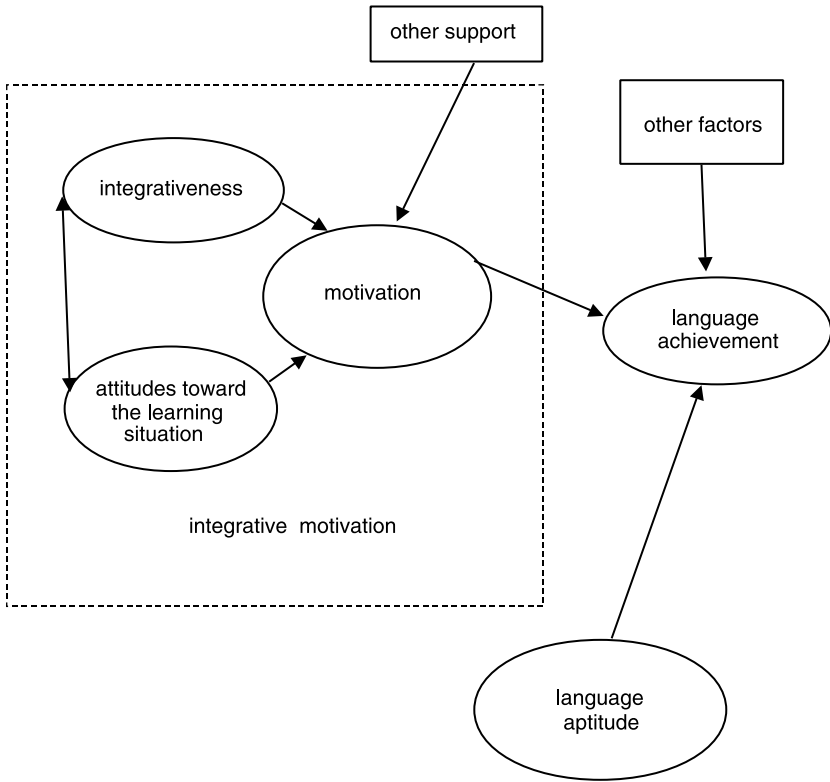 other support
other factors
integrativeness
motivation
language
achievement
attitudes toward
the learning
situation
integrative motivation
language
aptitude